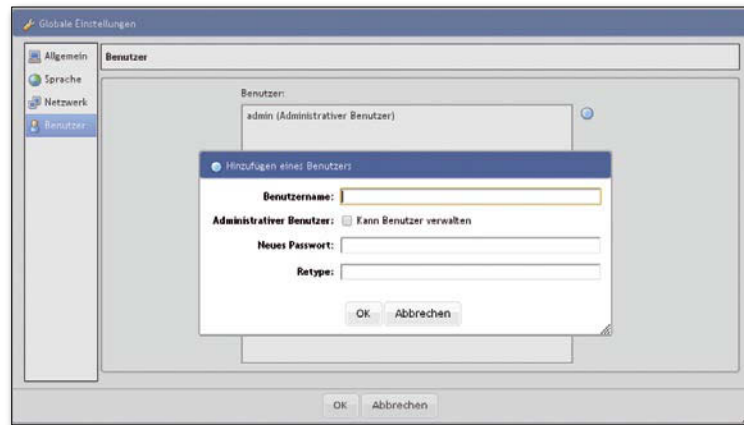 Globale Einstellungen
Allgemein
Sprache
Netzwerk
Benutzer
Benutzer
Benutzer:
admin (Administrativer Benutzer)
Hinzufügen eines Benutzers
Benutzername:
Administrativer Benutzer: Kann Benutzer verwalten
Neues Passwort:
Retype:
OK Abbrechen
OK Abbrechen